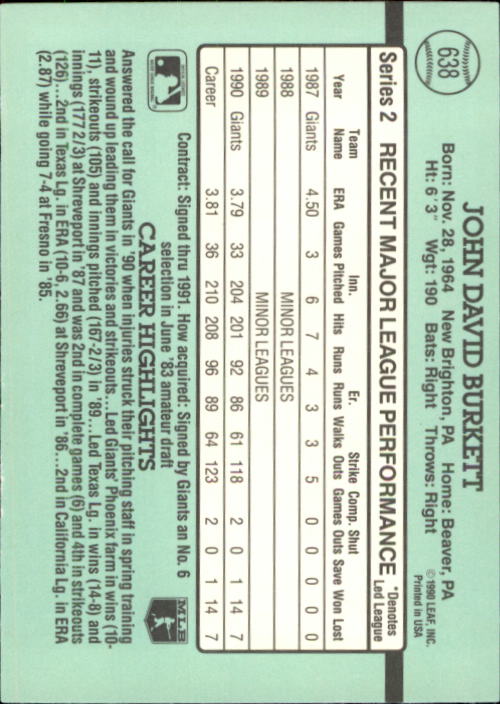 638
JOHN DAVID BURKETT
Born: Nov. 28, 1964 New Brighton, PA Home: Beaver, PA
Ht: 6'3" Wgt: 190 Bats: Right Throws: Right
©1990 LEAF, INC.
Printed in USA
Series 2 RECENT MAJOR LEAGUE PERFORMANCE *Denotes Led League
Team Inn. Er. Strike Comp. Shut
Year Name ERA Games Pitched Hits Runs Runs Walks Outs Games Outs Save Won Lost
1987 Giants 4.50 3 6 7 4 3 3 5 0 0 0 0 0
1988 MINOR LEAGUES
1989 MINOR LEAGUES
1990 Giants 3.79 33 204 201 92 86 61 118 2 0 1 14 7
Career 3.81 36 210 208 96 89 64 123 2 0 1 14 7
Contract: Signed thru 1991. How acquired: Signed by Giants an No. 6
selection in June '83 amateur draft
CAREER HIGHLIGHTS
MLB
Answered the call for Giants in '90 when injuries struck their pitching staff in spring training
and wound up leading them in victories and strikeouts...Led Giants' Phoenix farm in wins (10-
11), strikeouts (105) and innings pitched (167-2/3) in '89...Led Texas Lg. in wins (14-8) and
innings (177 2/3) at Shreveport in '87 and was 2nd in complete games (6) and 4th in strikeouts
(126)...2nd in Texas Lg. in ERA (10-6, 2.66) at Shreveport in '86...2nd in California Lg. in ERA
(2.87) while going 7-4 at Fresno in '85.